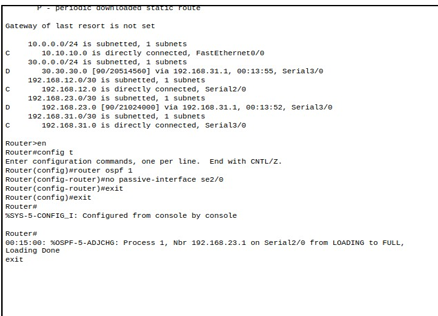 P - periodic downloaded static route
Gateway of last resort is not set
10.0.0.0/24 is subnetted, 1 subnets
C 10.10.10.0 is directly connected, FastEthernet0/0
30.0.0.0/24 is subnetted, 1 subnets
D 30.30.30.0 [90/20514560] via 192.168.31.1, 00:13:55, Serial3/0
192.168.12.0/30 is subnetted, 1 subnets
C 192.168.12.0 is directly connected, Serial2/0
192.168.23.0/30 is subnetted, 1 subnets
D 192.168.23.0 [90/21024000] via 192.168.31.1, 00:13:52, Serial3/0
192.168.31.0/30 is subnetted, 1 subnets
C 192.168.31.0 is directly connected, Serial3/0
Router>en
Router#config t
Enter configuration commands, one per line. End with CNTL/Z.
Router(config)#router ospf 1
Router(config-router)#no passive-interface se2/0
Router(config-router)#exit
Router(config)#exit
Router#
%SYS-5-CONFIG_I: Configured from console by console
Router#
00:15:00: %OSPF-5-ADJCHG: Process 1, Nbr 192.168.23.1 on Serial2/0 from LOADING to FULL,
Loading Done
exit